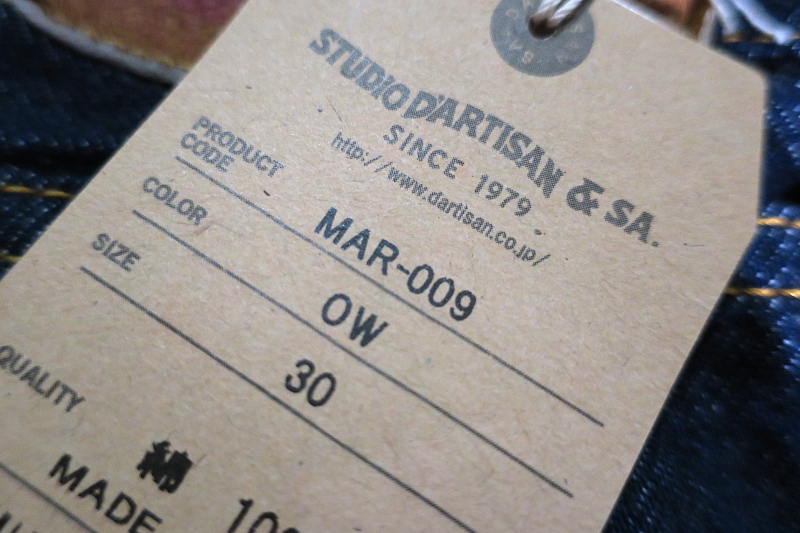 STUDIO D'ARTISAN & SA.
SINCE 1979
http://www.dartisan.co.jp/
PRODUCT
CODE
MAR-009
COLOR
OW
SIZE
30
QUALITY
綿
MADE